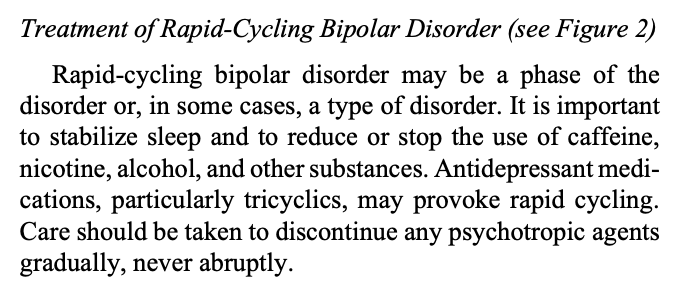 Treatment of Rapid-Cycling Bipolar Disorder (see Figure 2)
Rapid-cycling bipolar disorder may be a phase of the
disorder or, in some cases, a type of disorder. It is important
to stabilize sleep and to reduce or stop the use of caffeine,
nicotine, alcohol, and other substances. Antidepressant medi-
cations, particularly tricyclics, may provoke rapid cycling.
Care should be taken to discontinue any psychotropic agents
gradually, never abruptly.